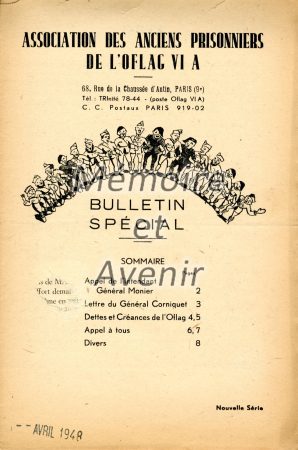 ASSOCIATION DES ANCIENS PRISONNIERS
DE L'OFLAG VI A
68, Rue de la Chaussée d'Antin, PARIS (9e)
Tél : TRInité 78-44 - (poste Oflag VI A)
C. C. Postaux PARIS 919-02
Mémoire
et
Avenir
BULLETIN
SPÉCIAL
SOMMAIRE
Appel de l'Intendant
Général Monier 2
Lettre du Général Corniquet 3
Dettes et Créances de l'Oflag 4,5
Appel à tous 6,7
Divers 8
Nouvelle Série
-- AVRIL 1948